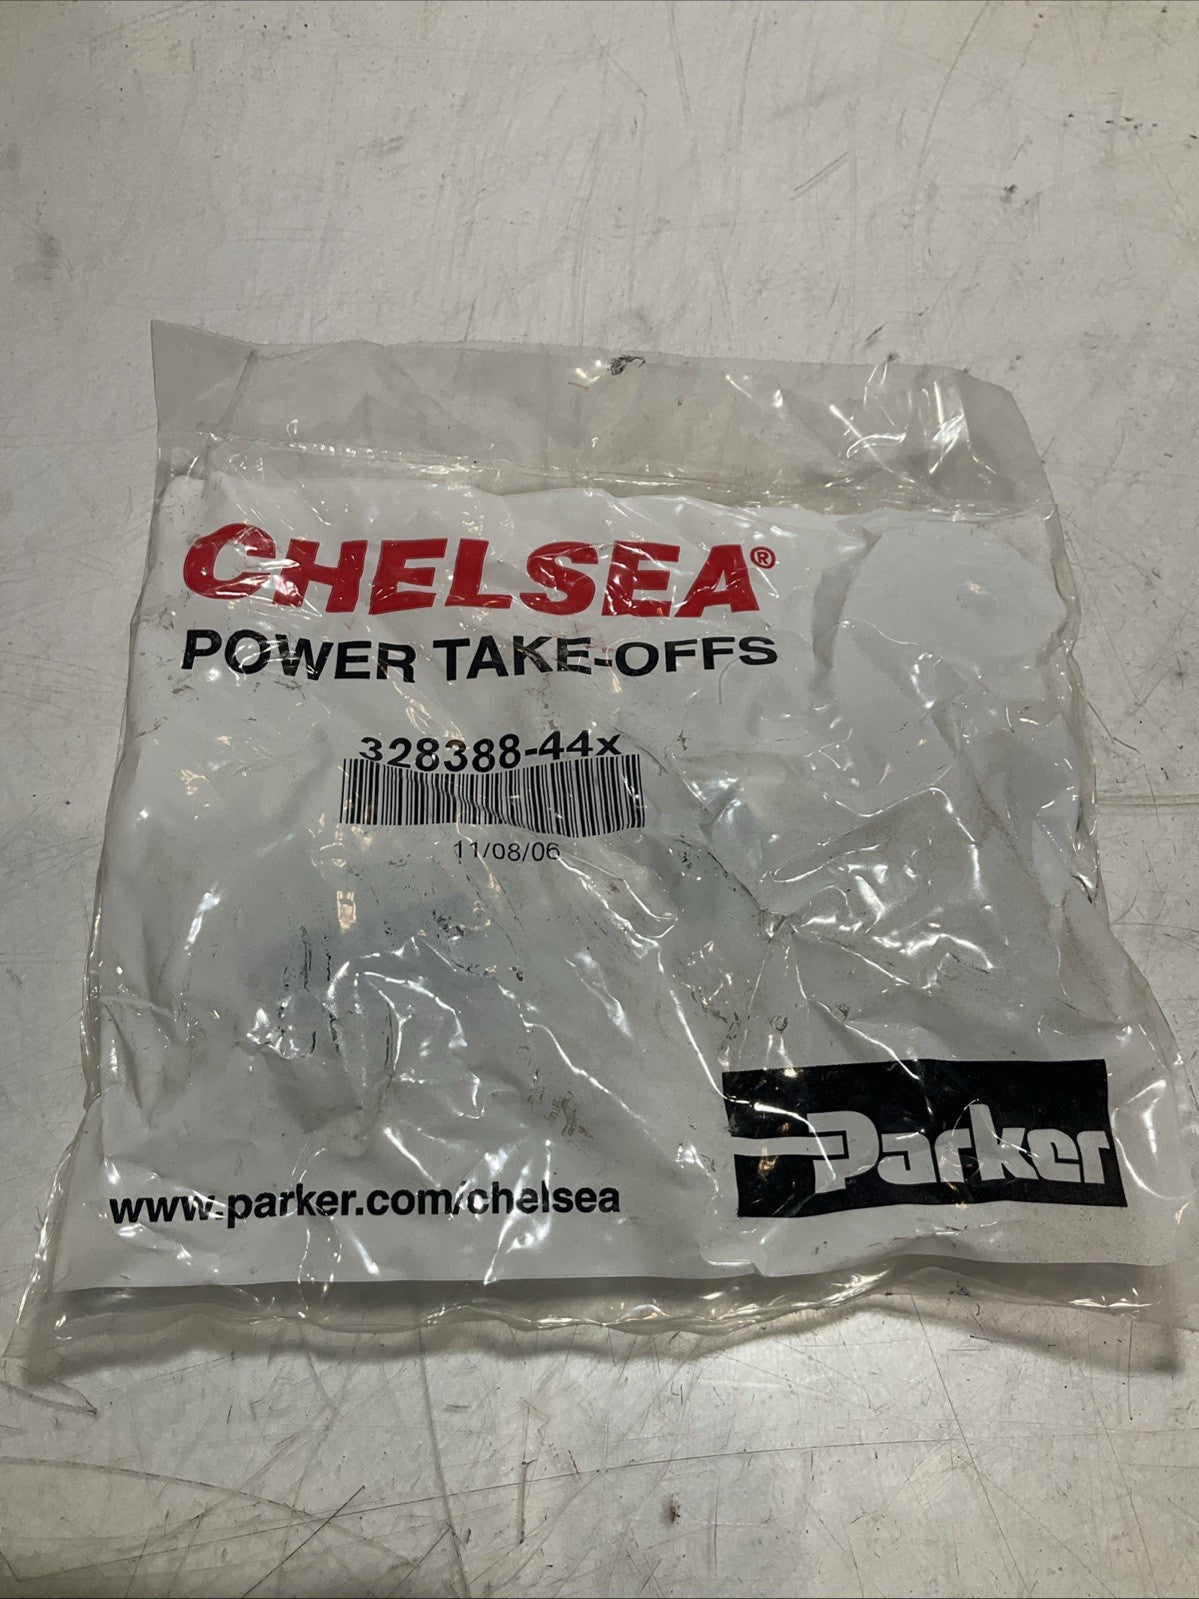 CHELSEA®
POWER TAKE-OFFS
328388-44x
11/08/06
Parker
www.parker.com/chelsea